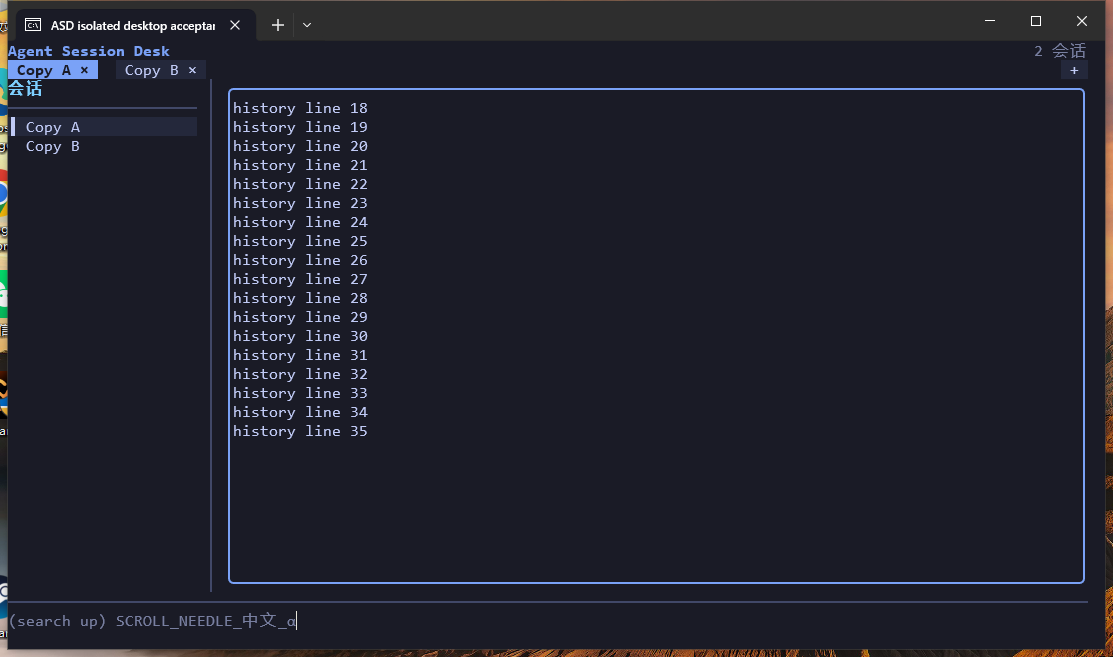 ASD isolated desktop acceptar
Agent Session Desk
2 会话
Copy A ×
Copy B ×
+
会话
Copy A
Copy B
history line 18
history line 19
history line 20
history line 21
history line 22
history line 23
history line 24
history line 25
history line 26
history line 27
history line 28
history line 29
history line 30
history line 31
history line 32
history line 33
history line 34
history line 35
(search up) SCROLL_NEEDLE_中文_α